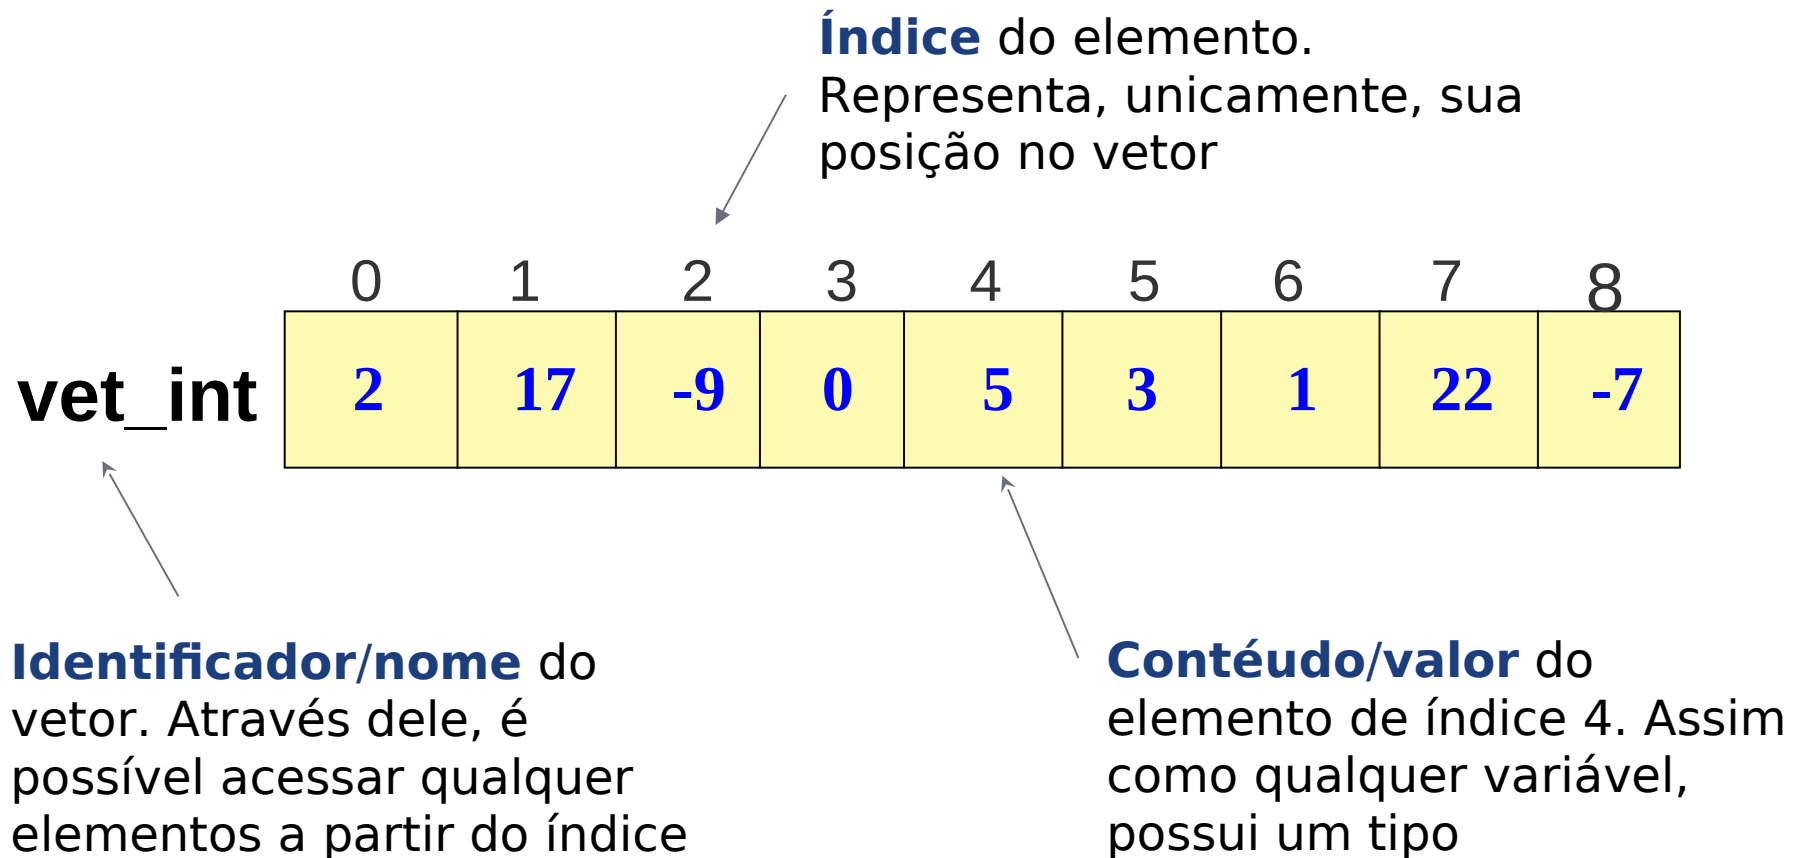 Índice do elemento.
Representa, unicamente, sua
posição no vetor
0 1 2 3 4 5 6 7 8
vet_int 2 17 -9 0 5 3 1 22 -7
Identificador/nome do
vetor. Através dele, é
possível acessar qualquer
elementos a partir do índice
Contéudo/valor do
elemento de índice 4. Assim
como qualquer variável,
possui um tipo